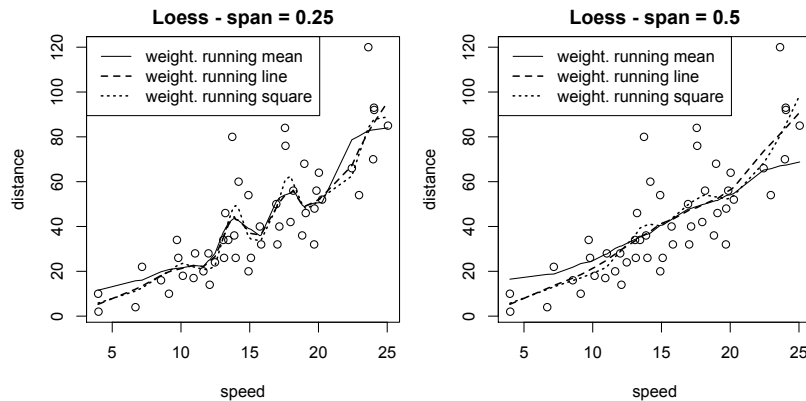 Loess - span = 0.25
weight. running mean
weight. running line
weight. running square
distance
0 20 40 60 80 100 120
5 10 15 20 25
speed
Loess - span = 0.5
weight. running mean
weight. running line
weight. running square
distance
0 20 40 60 80 100 120
5 10 15 20 25
speed